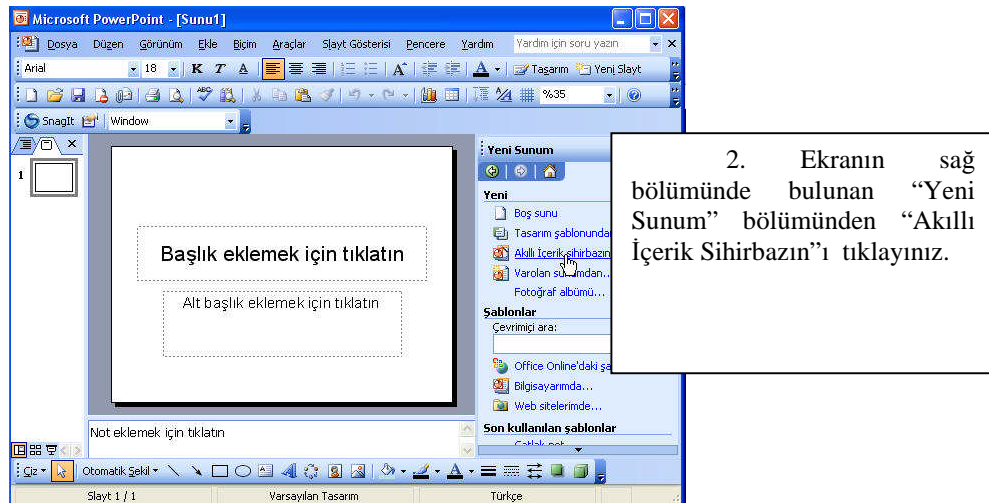 Microsoft PowerPoint - [Sunu1]
Dosya Düzen Görünüm Ekle Biçim Araçlar Slayt Gösterisi Pencere Yardım Yardım için soru yazın
Arial 18 K T A A A Tasarım Yeni Slayt
%35
SnagIt Window
1
Başlık eklemek için tıklatın
Alt başlık eklemek için tıklatın
Not eklemek için tıklatın
Yeni Sunum
Yeni
Boş sunu
Tasarım şablonundan
Akıllı İçerik sihirbazın
Varolan sunumdan...
Fotoğraf albümü...
Şablonlar
Çevrimiçi ara:
Office Online'daki şa
Bilgisayarımda...
Web sitelerimde...
Son kullanılan şablonlar
2. Ekranın sağ
bölümünde bulunan “Yeni
Sunum” bölümünden “Akıllı
İçerik Sihirbazın”ı tıklayınız.
Çiz Otomatik Şekil
Slayt 1 / 1 Varsayılan Tasarım Türkçe